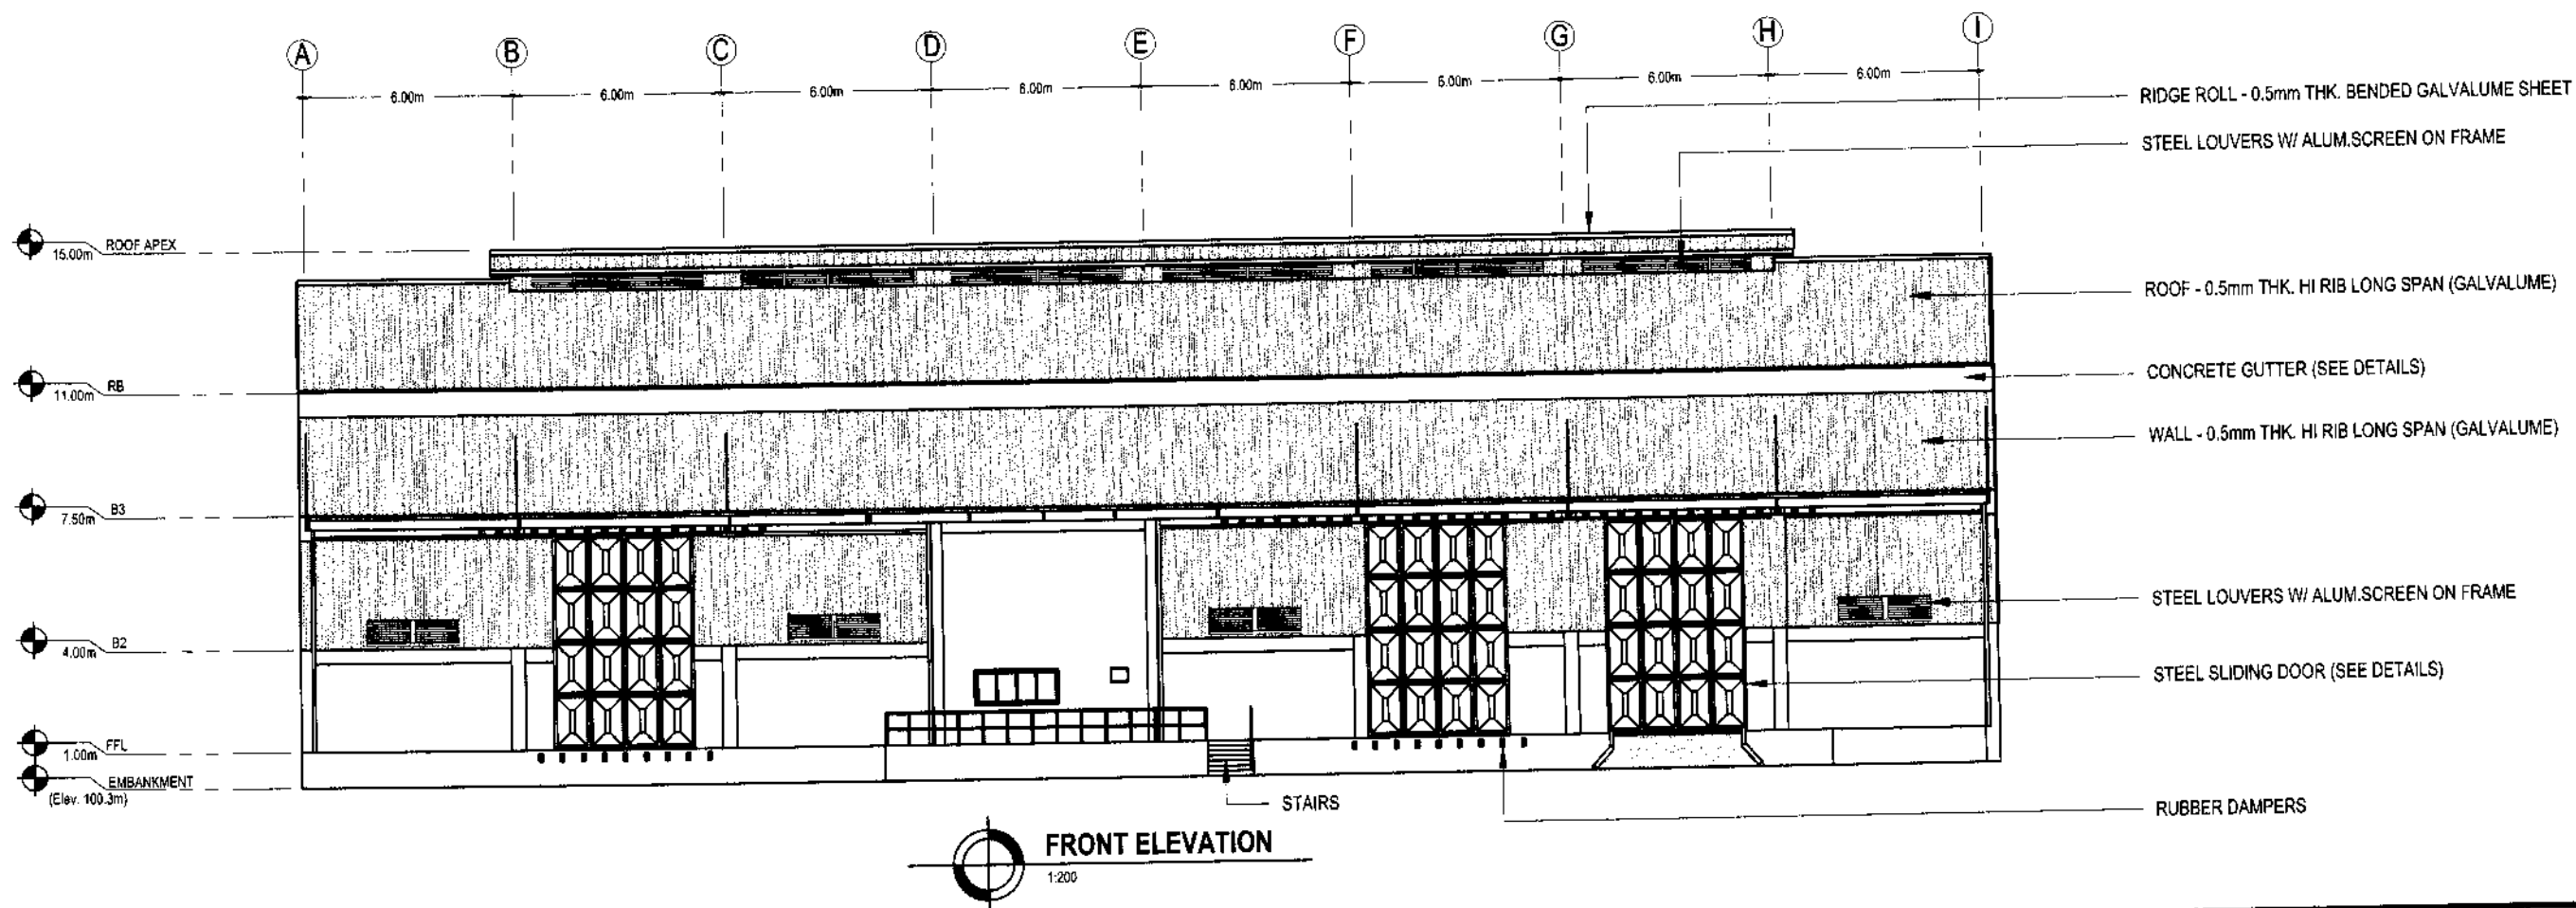 A B C D E F G H I
6.00m 6.00m 6.00m 6.00m 6.00m 6.00m 6.00m 6.00m
RIDGE ROLL - 0.5mm THK. BENDED GALVALUME SHEET
STEEL LOUVERS W/ ALUM.SCREEN ON FRAME
ROOF APEX
15.00m
ROOF - 0.5mm THK. HI RIB LONG SPAN (GALVALUME)
CONCRETE GUTTER (SEE DETAILS)
RB
11.00m
WALL - 0.5mm THK. HI RIB LONG SPAN (GALVALUME)
B3
7.50m
STEEL LOUVERS W/ ALUM.SCREEN ON FRAME
B2
4.00m
STEEL SLIDING DOOR (SEE DETAILS)
FFL
1.00m
EMBANKMENT
(Elev. 100.3m)
STAIRS
RUBBER DAMPERS
FRONT ELEVATION
1:200